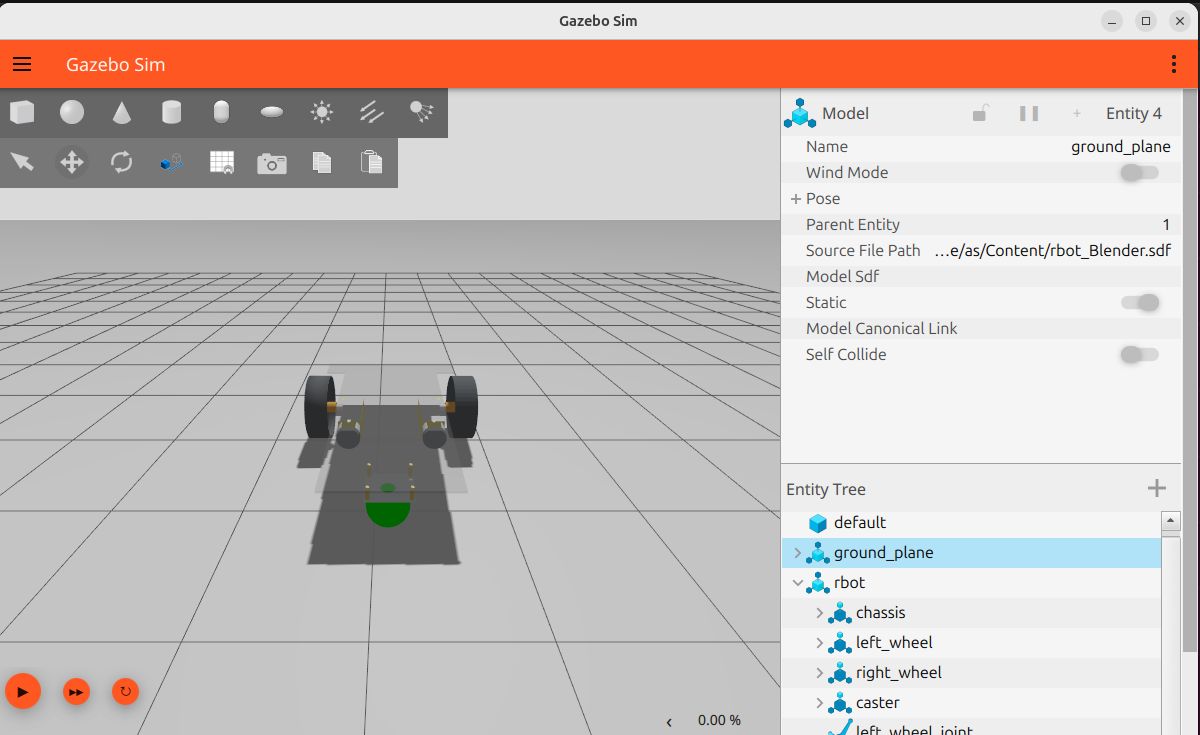 Gazebo Sim
Gazebo Sim
Model
Entity 4
Name
ground_plane
Wind Mode
Pose
Parent Entity
1
Source File Path
...e/as/Content/rbot_Blender.sdf
Model Sdf
Static
Model Canonical Link
Self Collide
Entity Tree
default
ground_plane
rbot
chassis
left_wheel
right_wheel
caster
left_wheel_joint
0.00 %